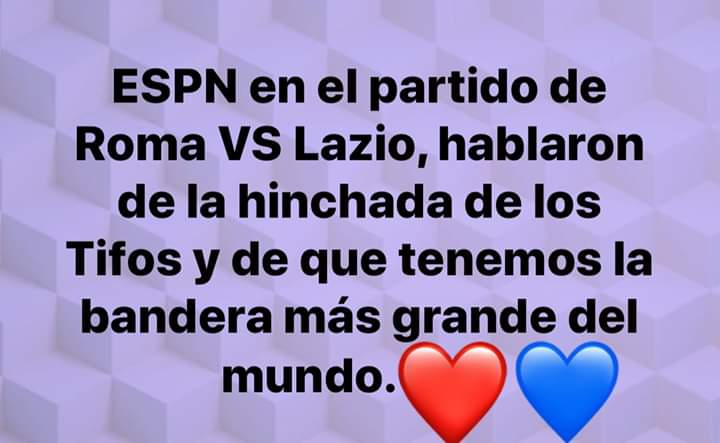 ESPN en el partido de
Roma VS Lazio, hablaron
de la hinchada de los
Tifos y de que tenemos la
bandera más grande del
mundo.❤️💙